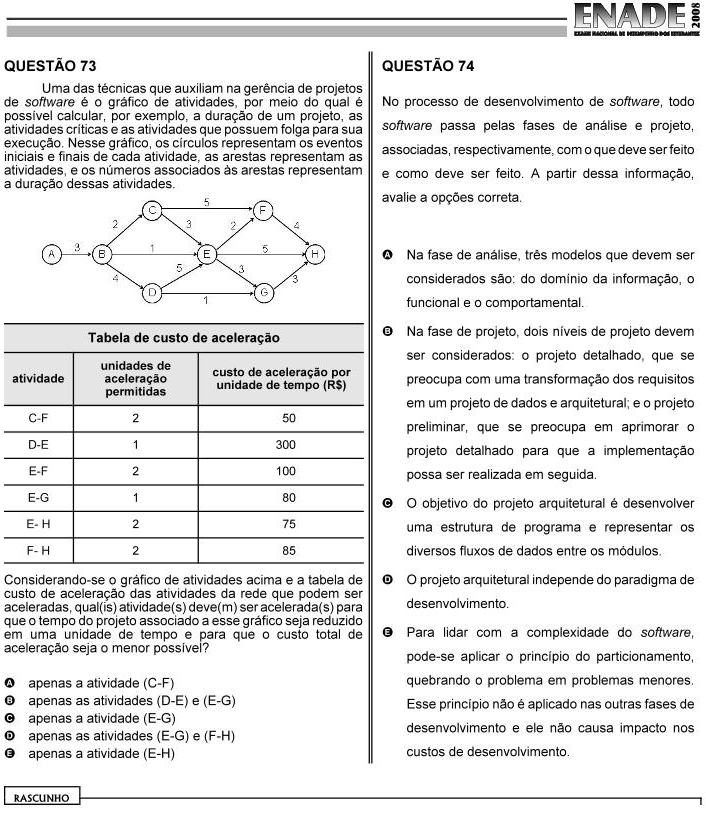 ENADE 2008
EXAME NACIONAL DE DESEMPENHO DOS ESTUDANTES
QUESTÃO 73
Uma das técnicas que auxiliam na gerência de projetos
de software é o gráfico de atividades, por meio do qual é
possível calcular, por exemplo, a duração de um projeto, as
atividades críticas e as atividades que possuem folga para sua
execução. Nesse gráfico, os círculos representam os eventos
iniciais e finais de cada atividade, as arestas representam as
atividades, e os números associados às arestas representam
a duração dessas atividades.
C 5 F
2 3 2 4
A 3 B 1 E 5 H
4 5 3 3
D 1 G
Tabela de custo de aceleração
atividade
unidades de
aceleração
permitidas
custo de aceleração por
unidade de tempo (R$)
C-F 2 50
D-E 1 300
E-F 2 100
E-G 1 80
E- H 2 75
F- H 2 85
Considerando-se o gráfico de atividades acima e a tabela de
custo de aceleração das atividades da rede que podem ser
aceleradas, qual(is) atividade(s) deve(m) ser acelerada(s) para
que o tempo do projeto associado a esse gráfico seja reduzido
em uma unidade de tempo e para que o custo total de
aceleração seja o menor possível?
A apenas a atividade (C-F)
B apenas as atividades (D-E) e (E-G)
C apenas a atividade (E-G)
D apenas as atividades (E-G) e (F-H)
E apenas a atividade (E-H)
QUESTÃO 74
No processo de desenvolvimento de software, todo
software passa pelas fases de análise e projeto,
associadas, respectivamente, com o que deve ser feito
e como deve ser feito. A partir dessa informação,
avalie a opções correta.
A Na fase de análise, três modelos que devem ser
considerados são: do domínio da informação, o
funcional e o comportamental.
B Na fase de projeto, dois níveis de projeto devem
ser considerados: o projeto detalhado, que se
preocupa com uma transformação dos requisitos
em um projeto de dados e arquitetural; e o projeto
preliminar, que se preocupa em aprimorar o
projeto detalhado para que a implementação
possa ser realizada em seguida.
C O objetivo do projeto arquitetural é desenvolver
uma estrutura de programa e representar os
diversos fluxos de dados entre os módulos.
D O projeto arquitetural independe do paradigma de
desenvolvimento.
E Para lidar com a complexidade do software,
pode-se aplicar o princípio do particionamento,
quebrando o problema em problemas menores.
Esse princípio não é aplicado nas outras fases de
desenvolvimento e ele não causa impacto nos
custos de desenvolvimento.
RASCUNHO